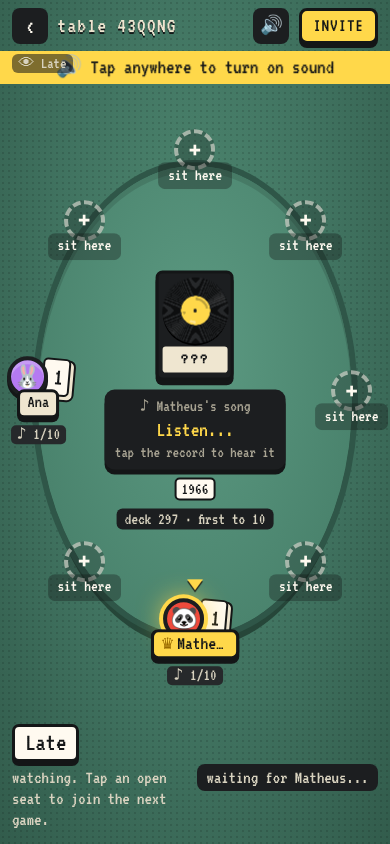 table 43QQNG
INVITE
Late
Tap anywhere to turn on sound
sit here
sit here
sit here
???
1
Ana
♪ 1/10
♪ Matheus's song
Listen...
tap the record to hear it
sit here
1966
deck 297 · first to 10
sit here
sit here
1
Mathe…
♪ 1/10
Late
watching. Tap an open
seat to join the next
game.
waiting for Matheus...